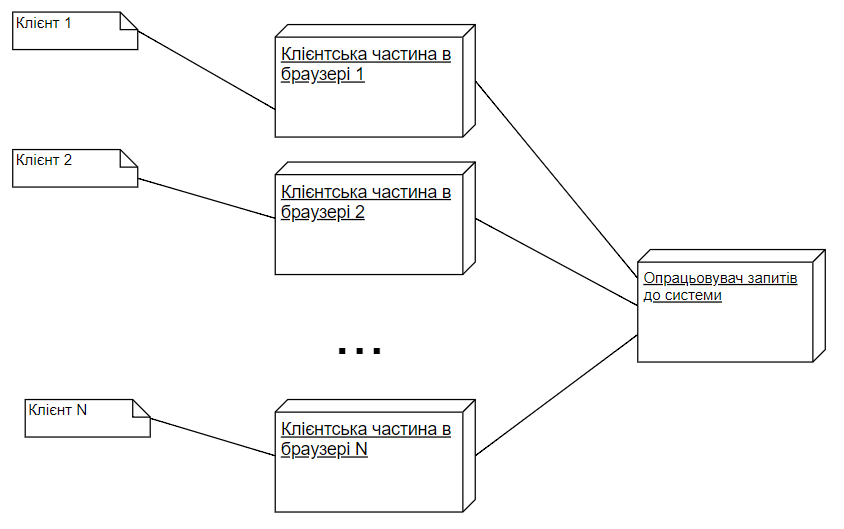 Клієнт 1
Клієнтська частина в
браузері 1
Клієнт 2
Клієнтська частина в
браузері 2
Опрацьовувач запитів
до системи
...
Клієнт N
Клієнтська частина в
браузері N